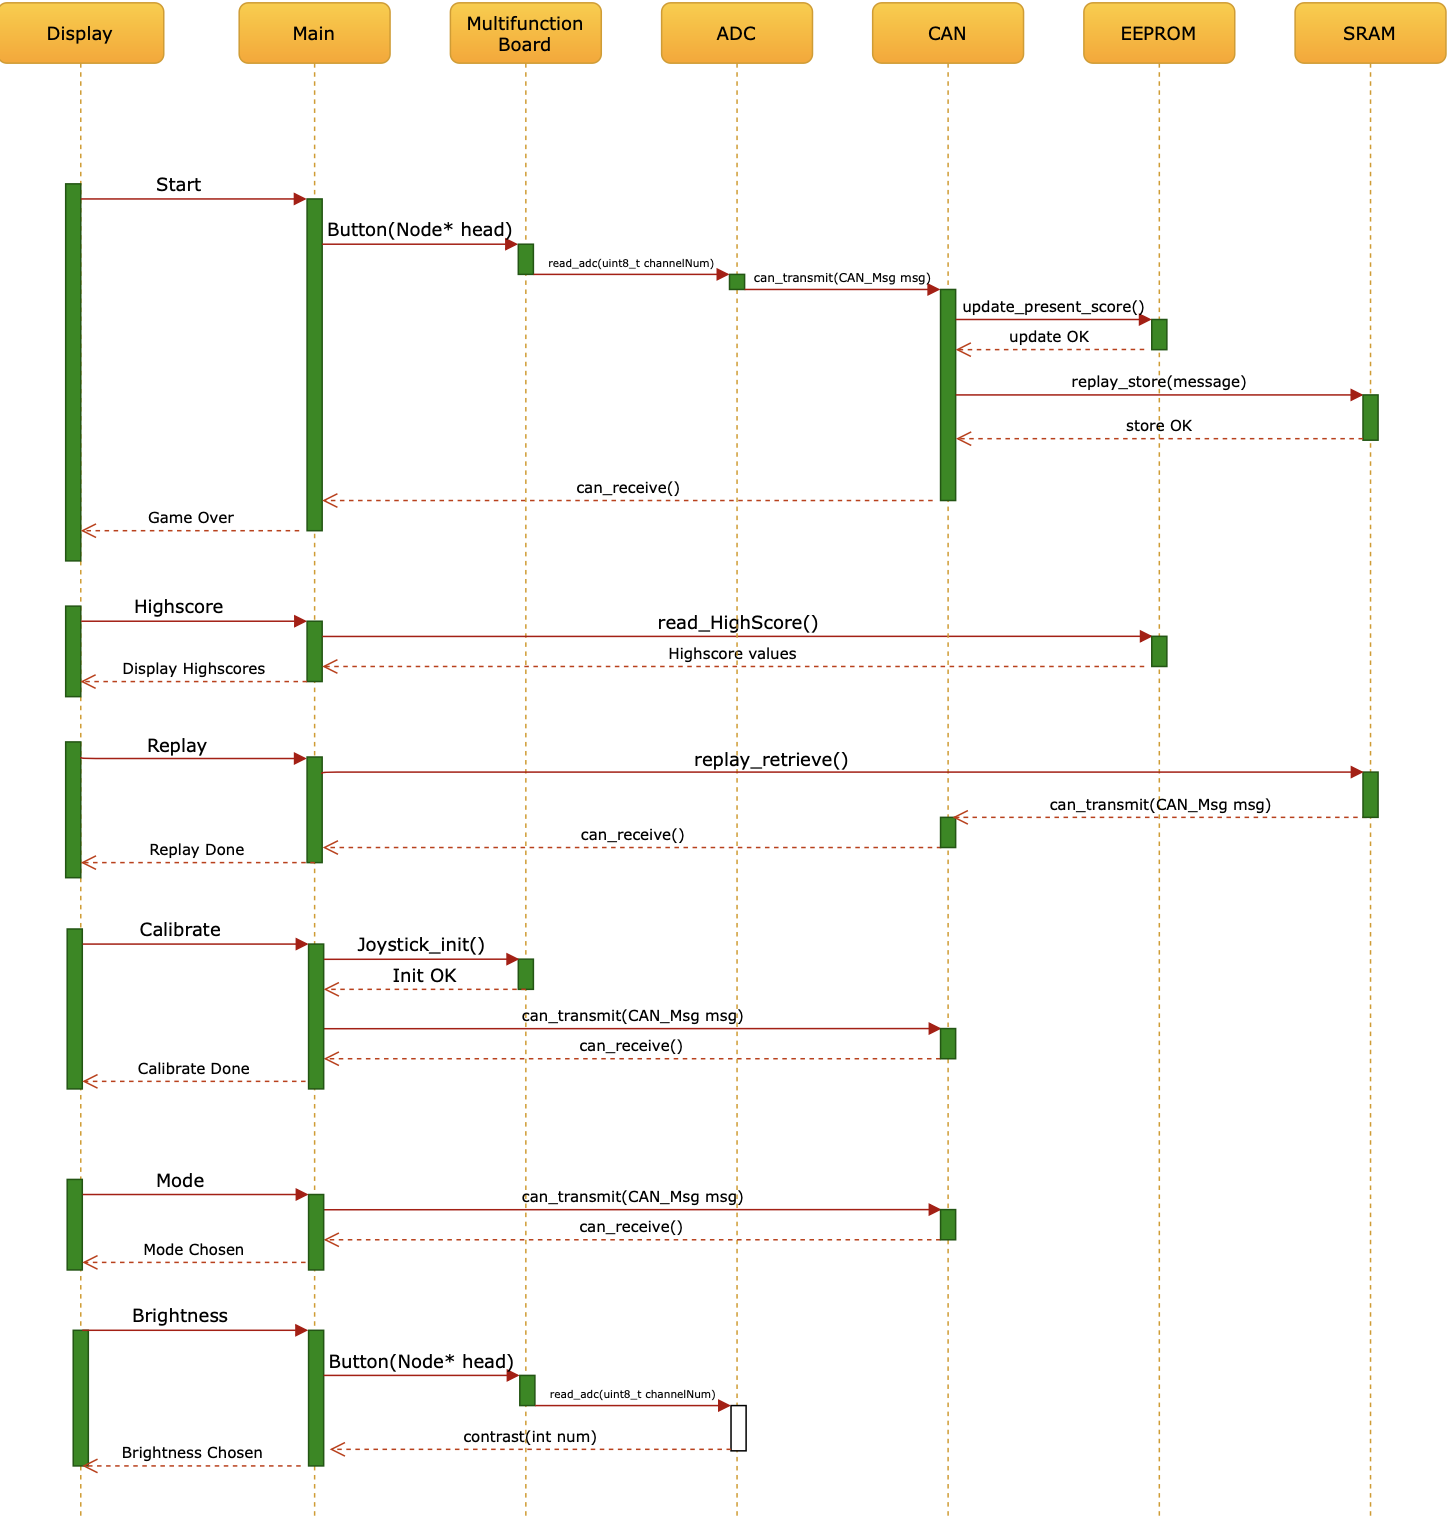 Display
Main
Multifunction
Board
ADC
CAN
EEPROM
SRAM
Start
Button(Node* head)
read_adc(uint8_t channelNum)
can_transmit(CAN_Msg msg)
update_present_score()
update OK
replay_store(message)
store OK
can_receive()
Game Over
Highscore
read_HighScore()
Highscore values
Display Highscores
Replay
replay_retrieve()
can_transmit(CAN_Msg msg)
can_receive()
Replay Done
Calibrate
Joystick_init()
Init OK
can_transmit(CAN_Msg msg)
can_receive()
Calibrate Done
Mode
can_transmit(CAN_Msg msg)
can_receive()
Mode Chosen
Brightness
Button(Node* head)
read_adc(uint8_t channelNum)
contrast(int num)
Brightness Chosen